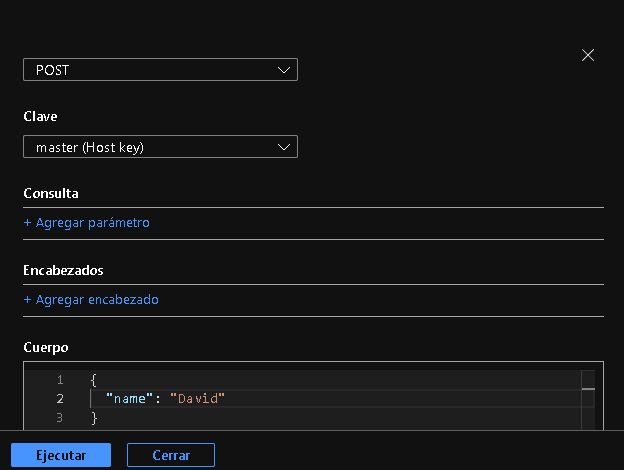 POST
Clave
master (Host key)
Consulta
+ Agregar parámetro
Encabezados
+ Agregar encabezado
Cuerpo
1 {
2 "name": "David"
3 }
Ejecutar Cerrar